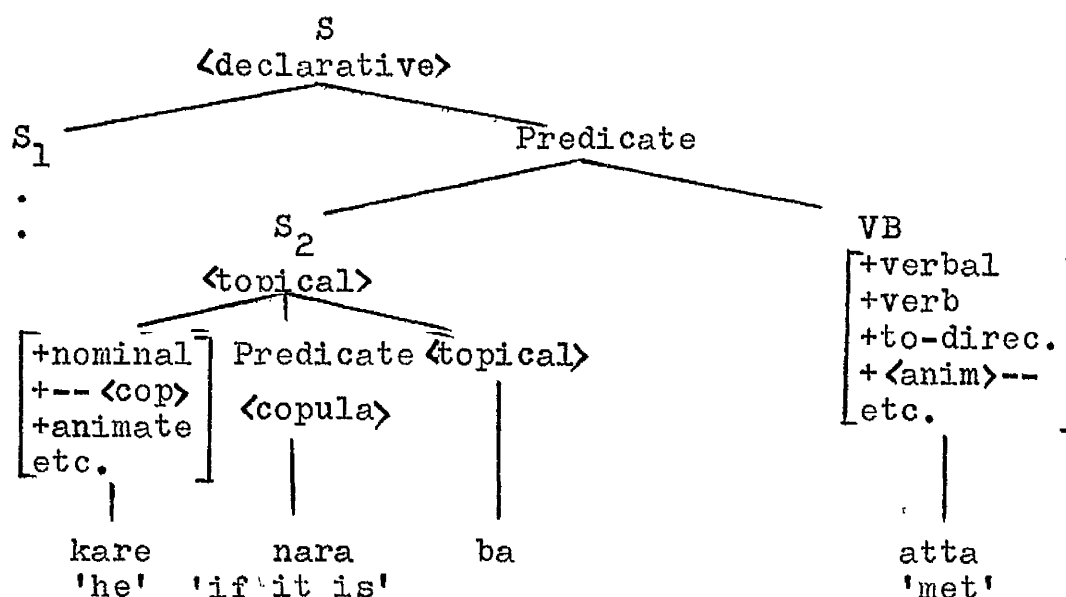 S
<declarative>
S1 Predicate
.
.
S2 VB
<topical>
+verbal
+verb
+to-direc.
+<anim>--
etc.
+nominal
+--<cop>
+animate
etc.
Predicate <topical>
<copula>
kare nara ba atta
'he' 'if it is' 'met'